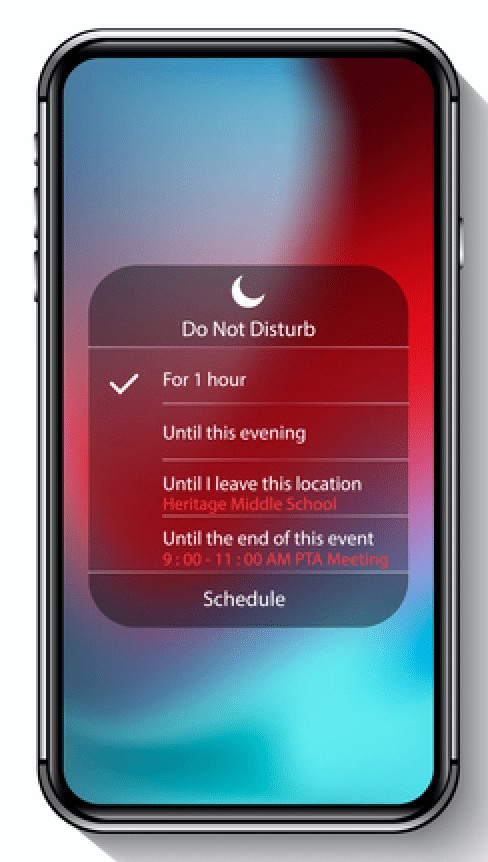 Do Not Disturb
For 1 hour
Until this evening
Until I leave this location
Heritage Middle School
Until the end of this event
9 : 00 - 11 : 00 AM PTA Meeting
Schedule